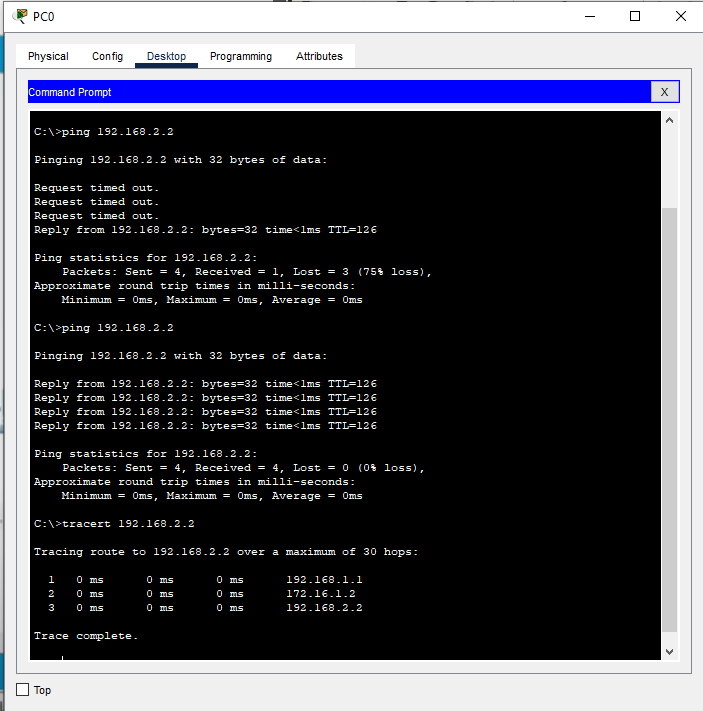 PC0
Physical Config Desktop Programming Attributes
Command Prompt X
C:\>ping 192.168.2.2
Pinging 192.168.2.2 with 32 bytes of data:
Request timed out.
Request timed out.
Request timed out.
Reply from 192.168.2.2: bytes=32 time<1ms TTL=126
Ping statistics for 192.168.2.2:
Packets: Sent = 4, Received = 1, Lost = 3 (75% loss),
Approximate round trip times in milli-seconds:
Minimum = 0ms, Maximum = 0ms, Average = 0ms
C:\>ping 192.168.2.2
Pinging 192.168.2.2 with 32 bytes of data:
Reply from 192.168.2.2: bytes=32 time<1ms TTL=126
Reply from 192.168.2.2: bytes=32 time<1ms TTL=126
Reply from 192.168.2.2: bytes=32 time<1ms TTL=126
Reply from 192.168.2.2: bytes=32 time<1ms TTL=126
Ping statistics for 192.168.2.2:
Packets: Sent = 4, Received = 4, Lost = 0 (0% loss),
Approximate round trip times in milli-seconds:
Minimum = 0ms, Maximum = 0ms, Average = 0ms
C:\>tracert 192.168.2.2
Tracing route to 192.168.2.2 over a maximum of 30 hops:
1 0 ms 0 ms 0 ms 192.168.1.1
2 0 ms 0 ms 0 ms 172.16.1.2
3 0 ms 0 ms 0 ms 192.168.2.2
Trace complete.
Top